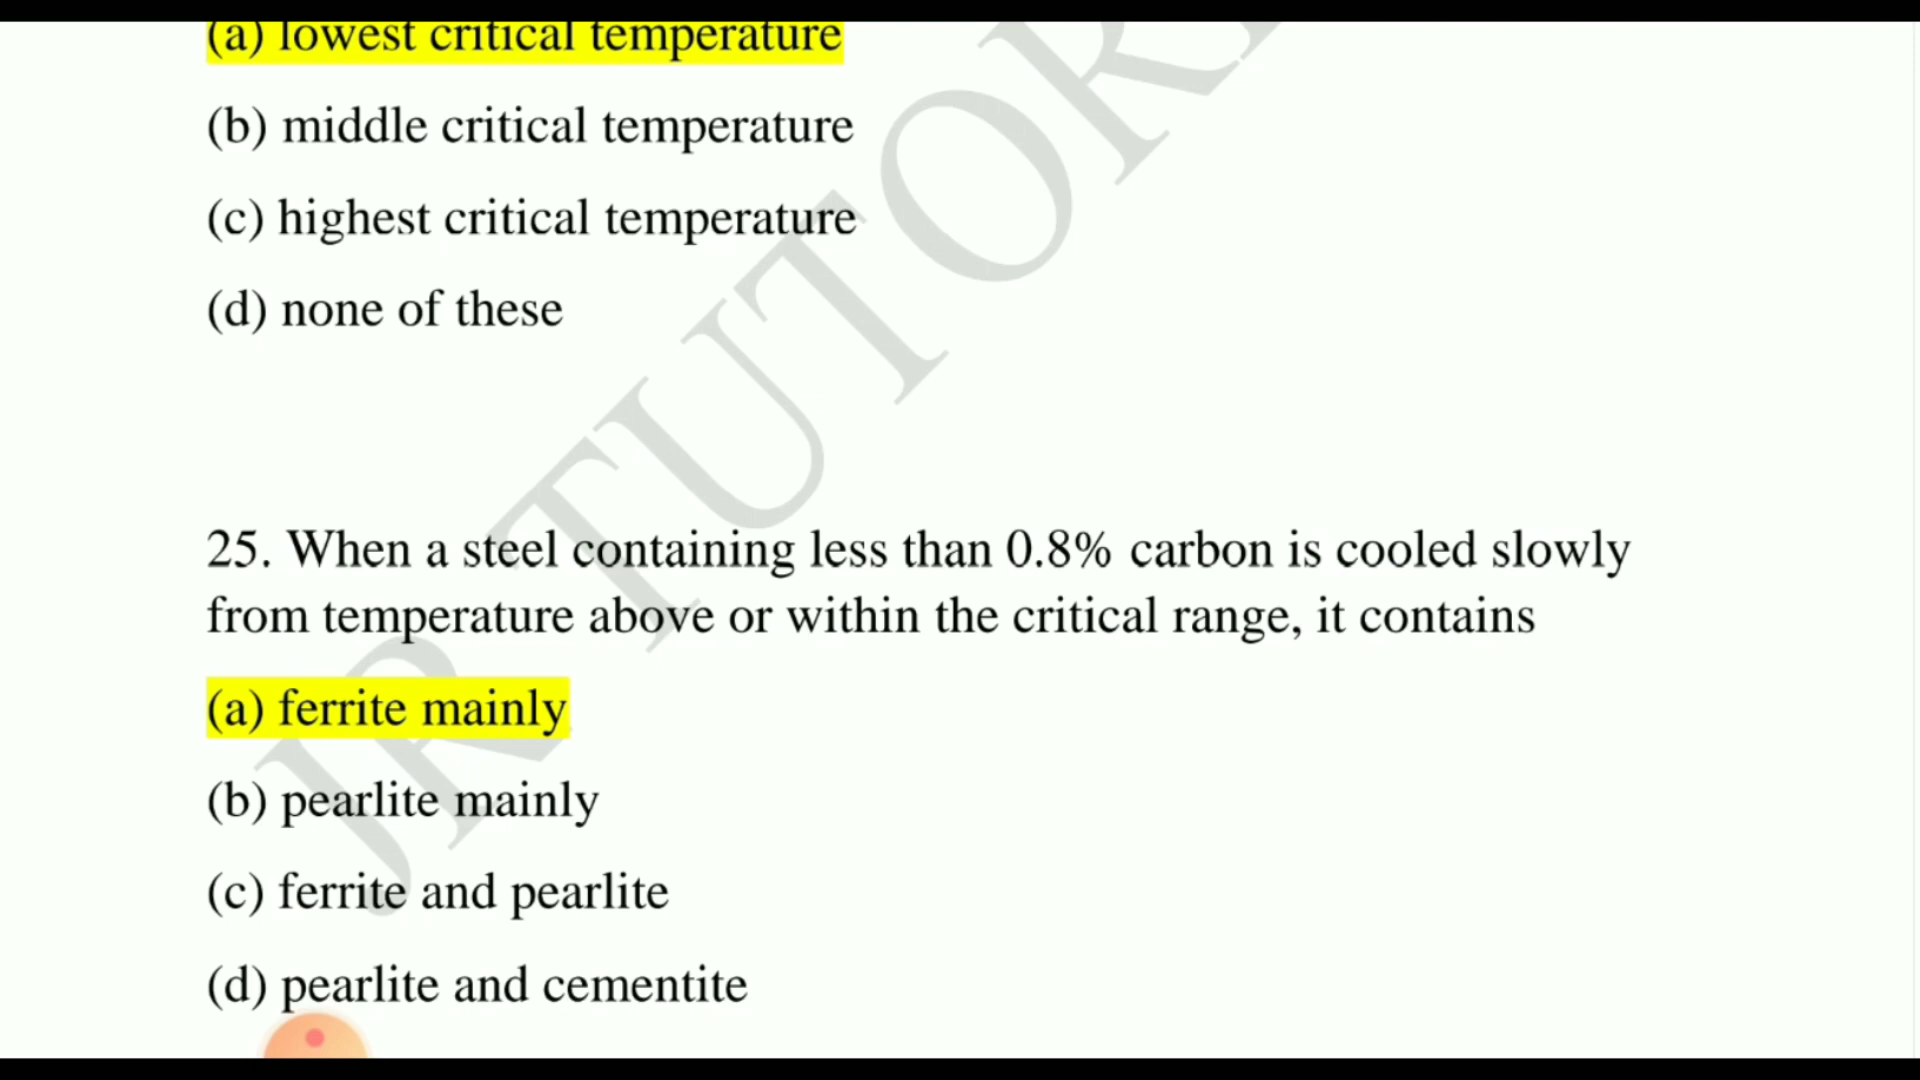 (a) lowest critical temperature
(b) middle critical temperature
(c) highest critical temperature
(d) none of these
25. When a steel containing less than 0.8% carbon is cooled slowly
from temperature above or within the critical range, it contains
(a) ferrite mainly
(b) pearlite mainly
(c) ferrite and pearlite
(d) pearlite and cementite
JR TUTOR